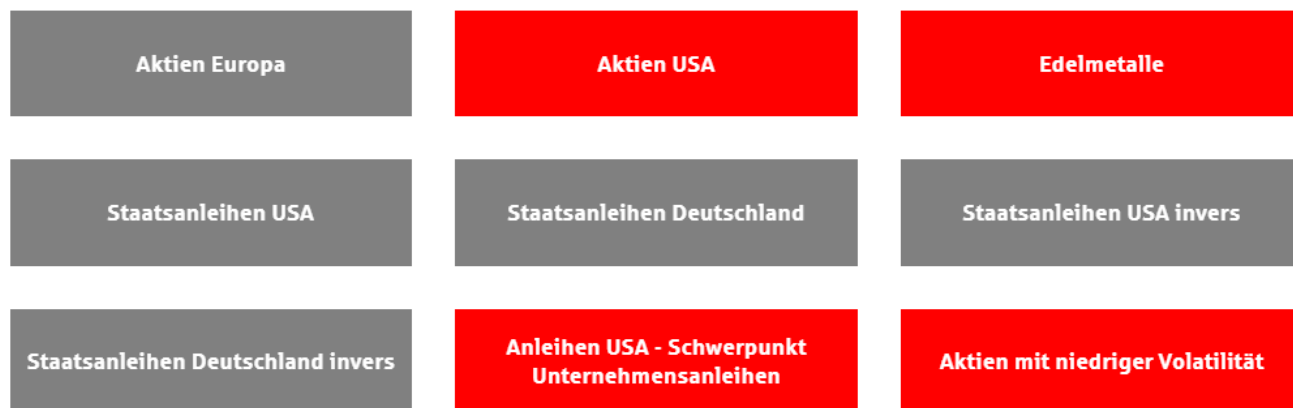 Aktien Europa
Aktien USA
Edelmetalle
Staatsanleihen USA
Staatsanleihen Deutschland
Staatsanleihen USA invers
Staatsanleihen Deutschland invers
Anleihen USA - Schwerpunkt
Unternehmensanleihen
Aktien mit niedriger Volatilität